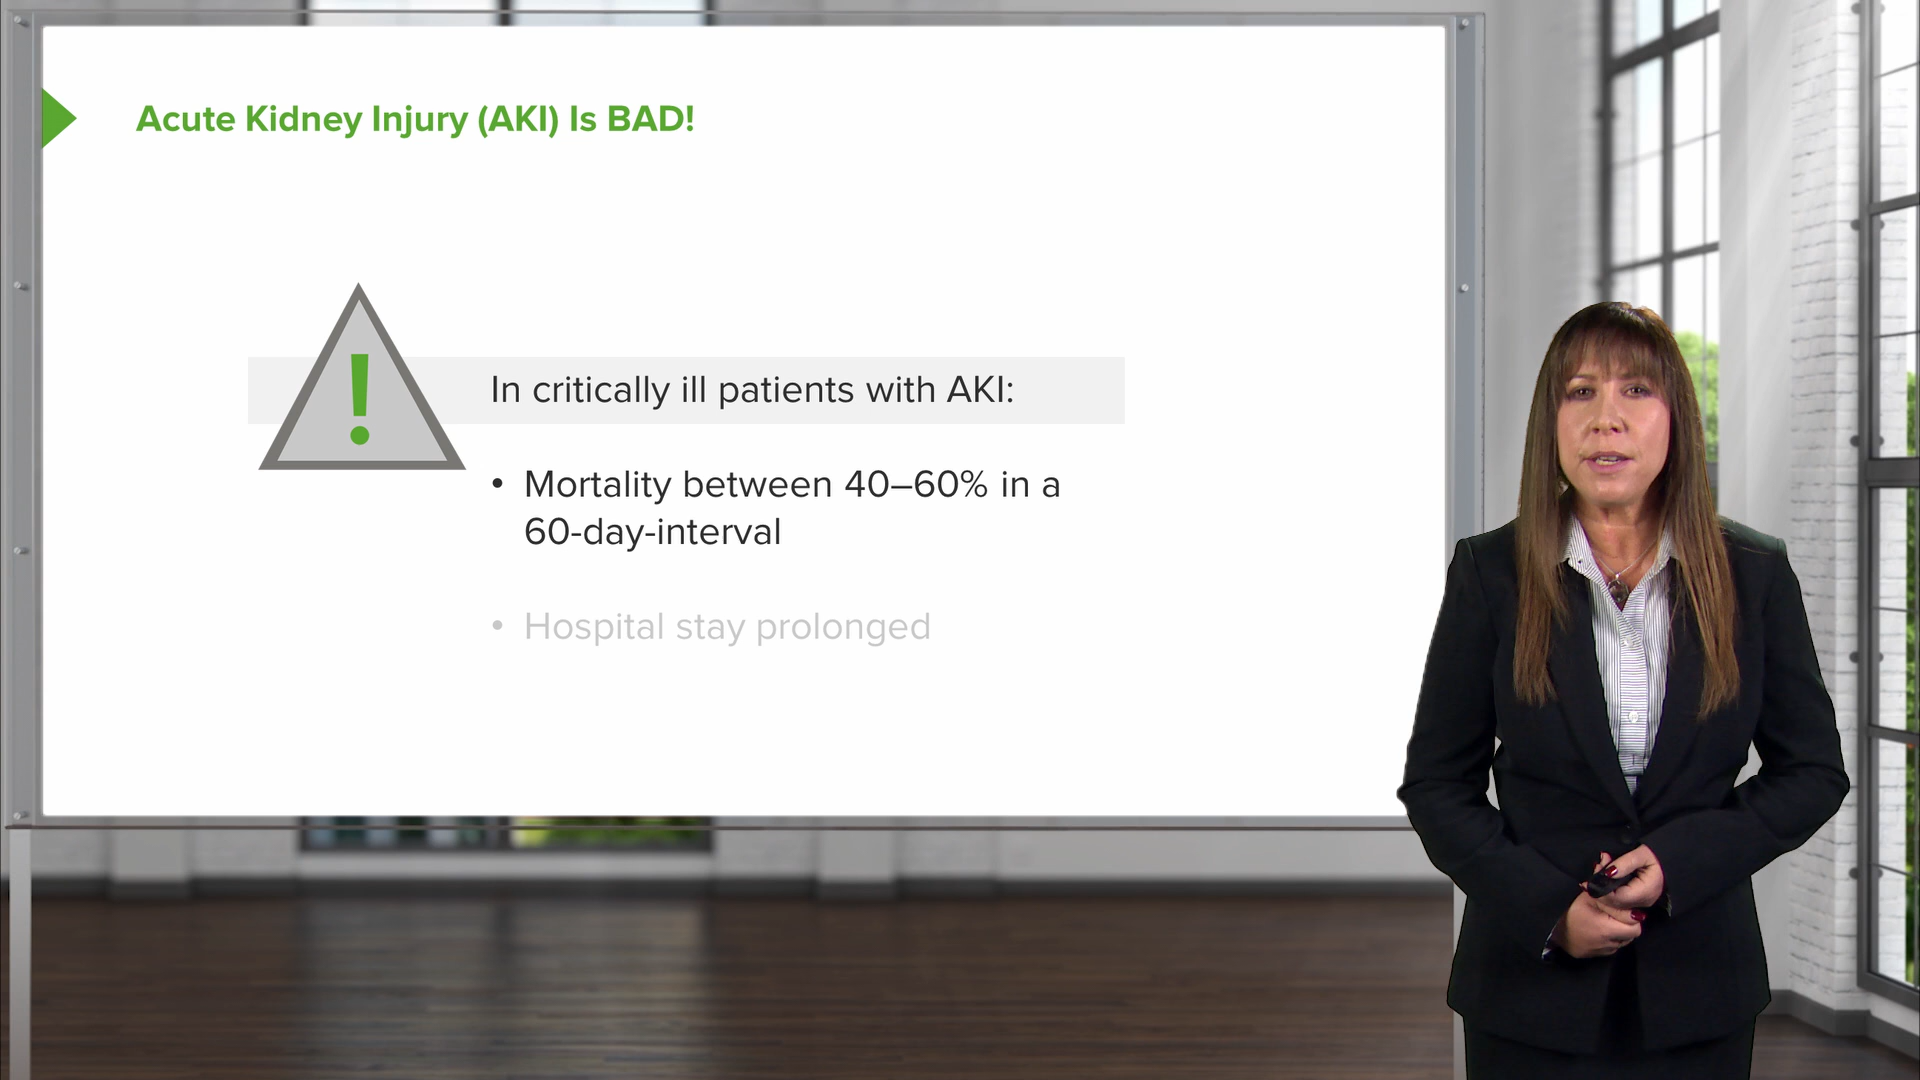 Acute Kidney Injury (AKI) Is BAD!
In critically ill patients with AKI:
• Mortality between 40–60% in a
60-day-interval
• Hospital stay prolonged